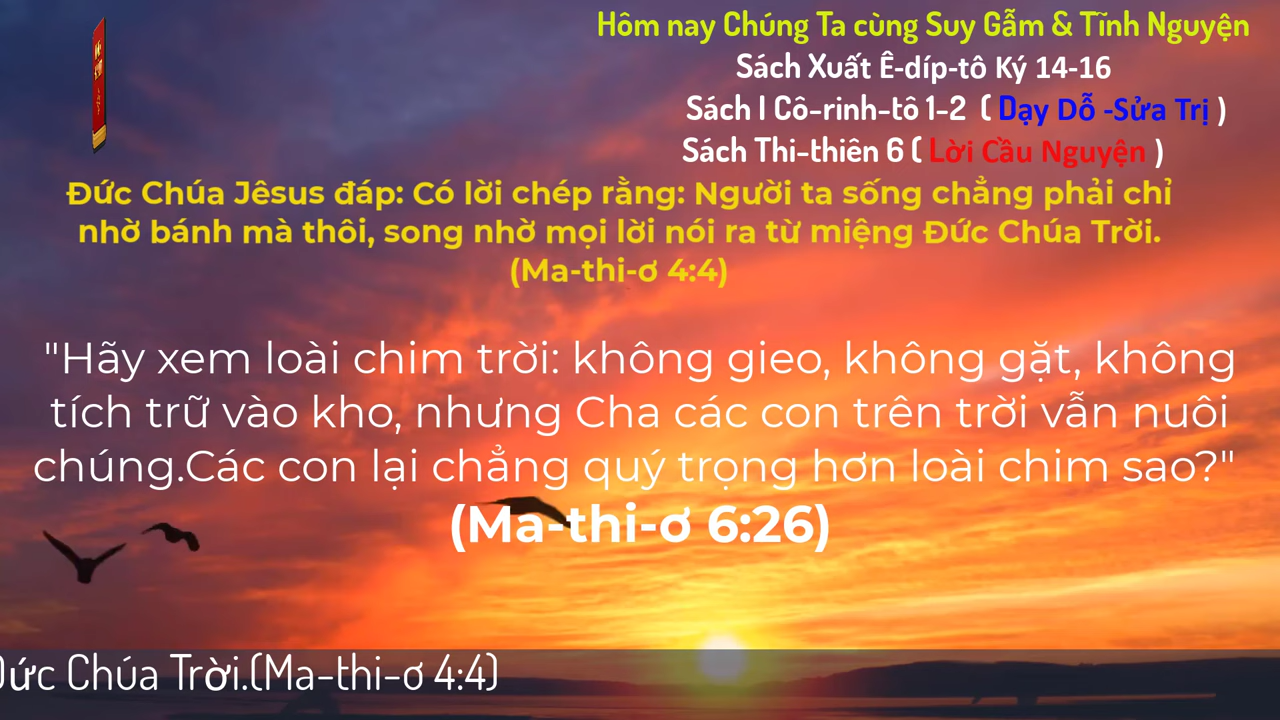 Hôm nay Chúng Ta cùng Suy Gẫm & Tĩnh Nguyện
Sách Xuất Ê-díp-tô Ký 14-16
Sách I Cô-rinh-tô 1-2 ( Dạy Dỗ -Sửa Trị )
Sách Thi-thiên 6 ( Lời Cầu Nguyện )
Đức Chúa Jêsus đáp: Có lời chép rằng: Người ta sống chẳng phải chỉ
nhờ bánh mà thôi, song nhờ mọi lời nói ra từ miệng Đức Chúa Trời.
(Ma-thi-ơ 4:4)
"Hãy xem loài chim trời: không gieo, không gặt, không
tích trữ vào kho, nhưng Cha các con trên trời vẫn nuôi
chúng.Các con lại chẳng quý trọng hơn loài chim sao?"
(Ma-thi-ơ 6:26)
Đức Chúa Trời.(Ma-thi-ơ 4:4)